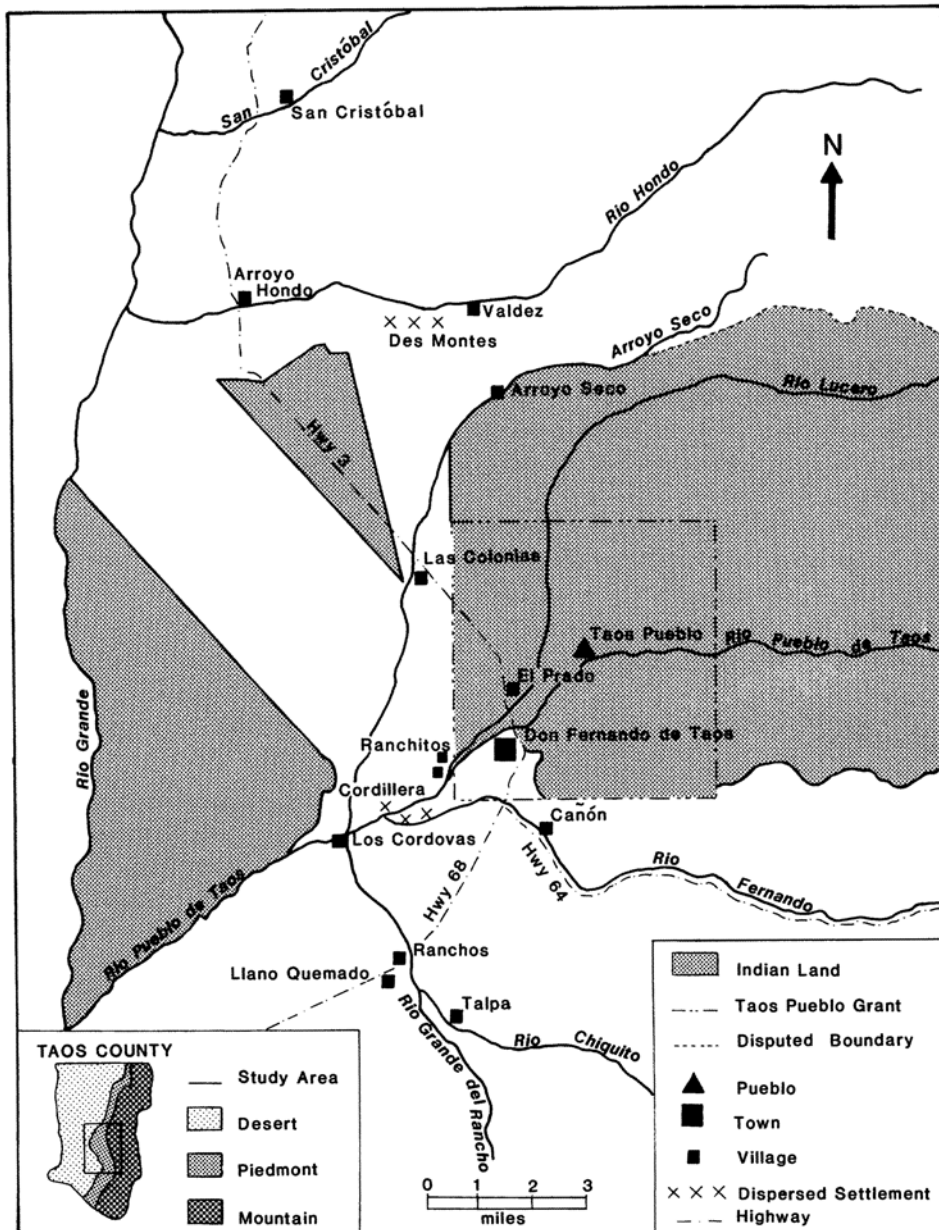 San Cristóbal
San Cristóbal
N
Rio Hondo
Arroyo
Hondo
Valdez
Des Montes
Arroyo Seco
Arroyo Seco
Rio Lucero
Hwy 3
Las Colonias
Taos Pueblo
Rio Pueblo de Taos
El Prado
Rio Grande
Don Fernando de Taos
Ranchitos
Cordillera
Cañón
Los Cordovas
Hwy 68
Hwy 64
Rio Fernando
Rio Pueblo de Taos
Ranchos
Llano Quemado
Talpa
Rio Chiquito
Rio Grande del Rancho
Indian Land
Taos Pueblo Grant
Disputed Boundary
Pueblo
Town
Village
Dispersed Settlement
Highway
TAOS COUNTY
Study Area
Desert
Piedmont
Mountain
0 1 2 3
miles